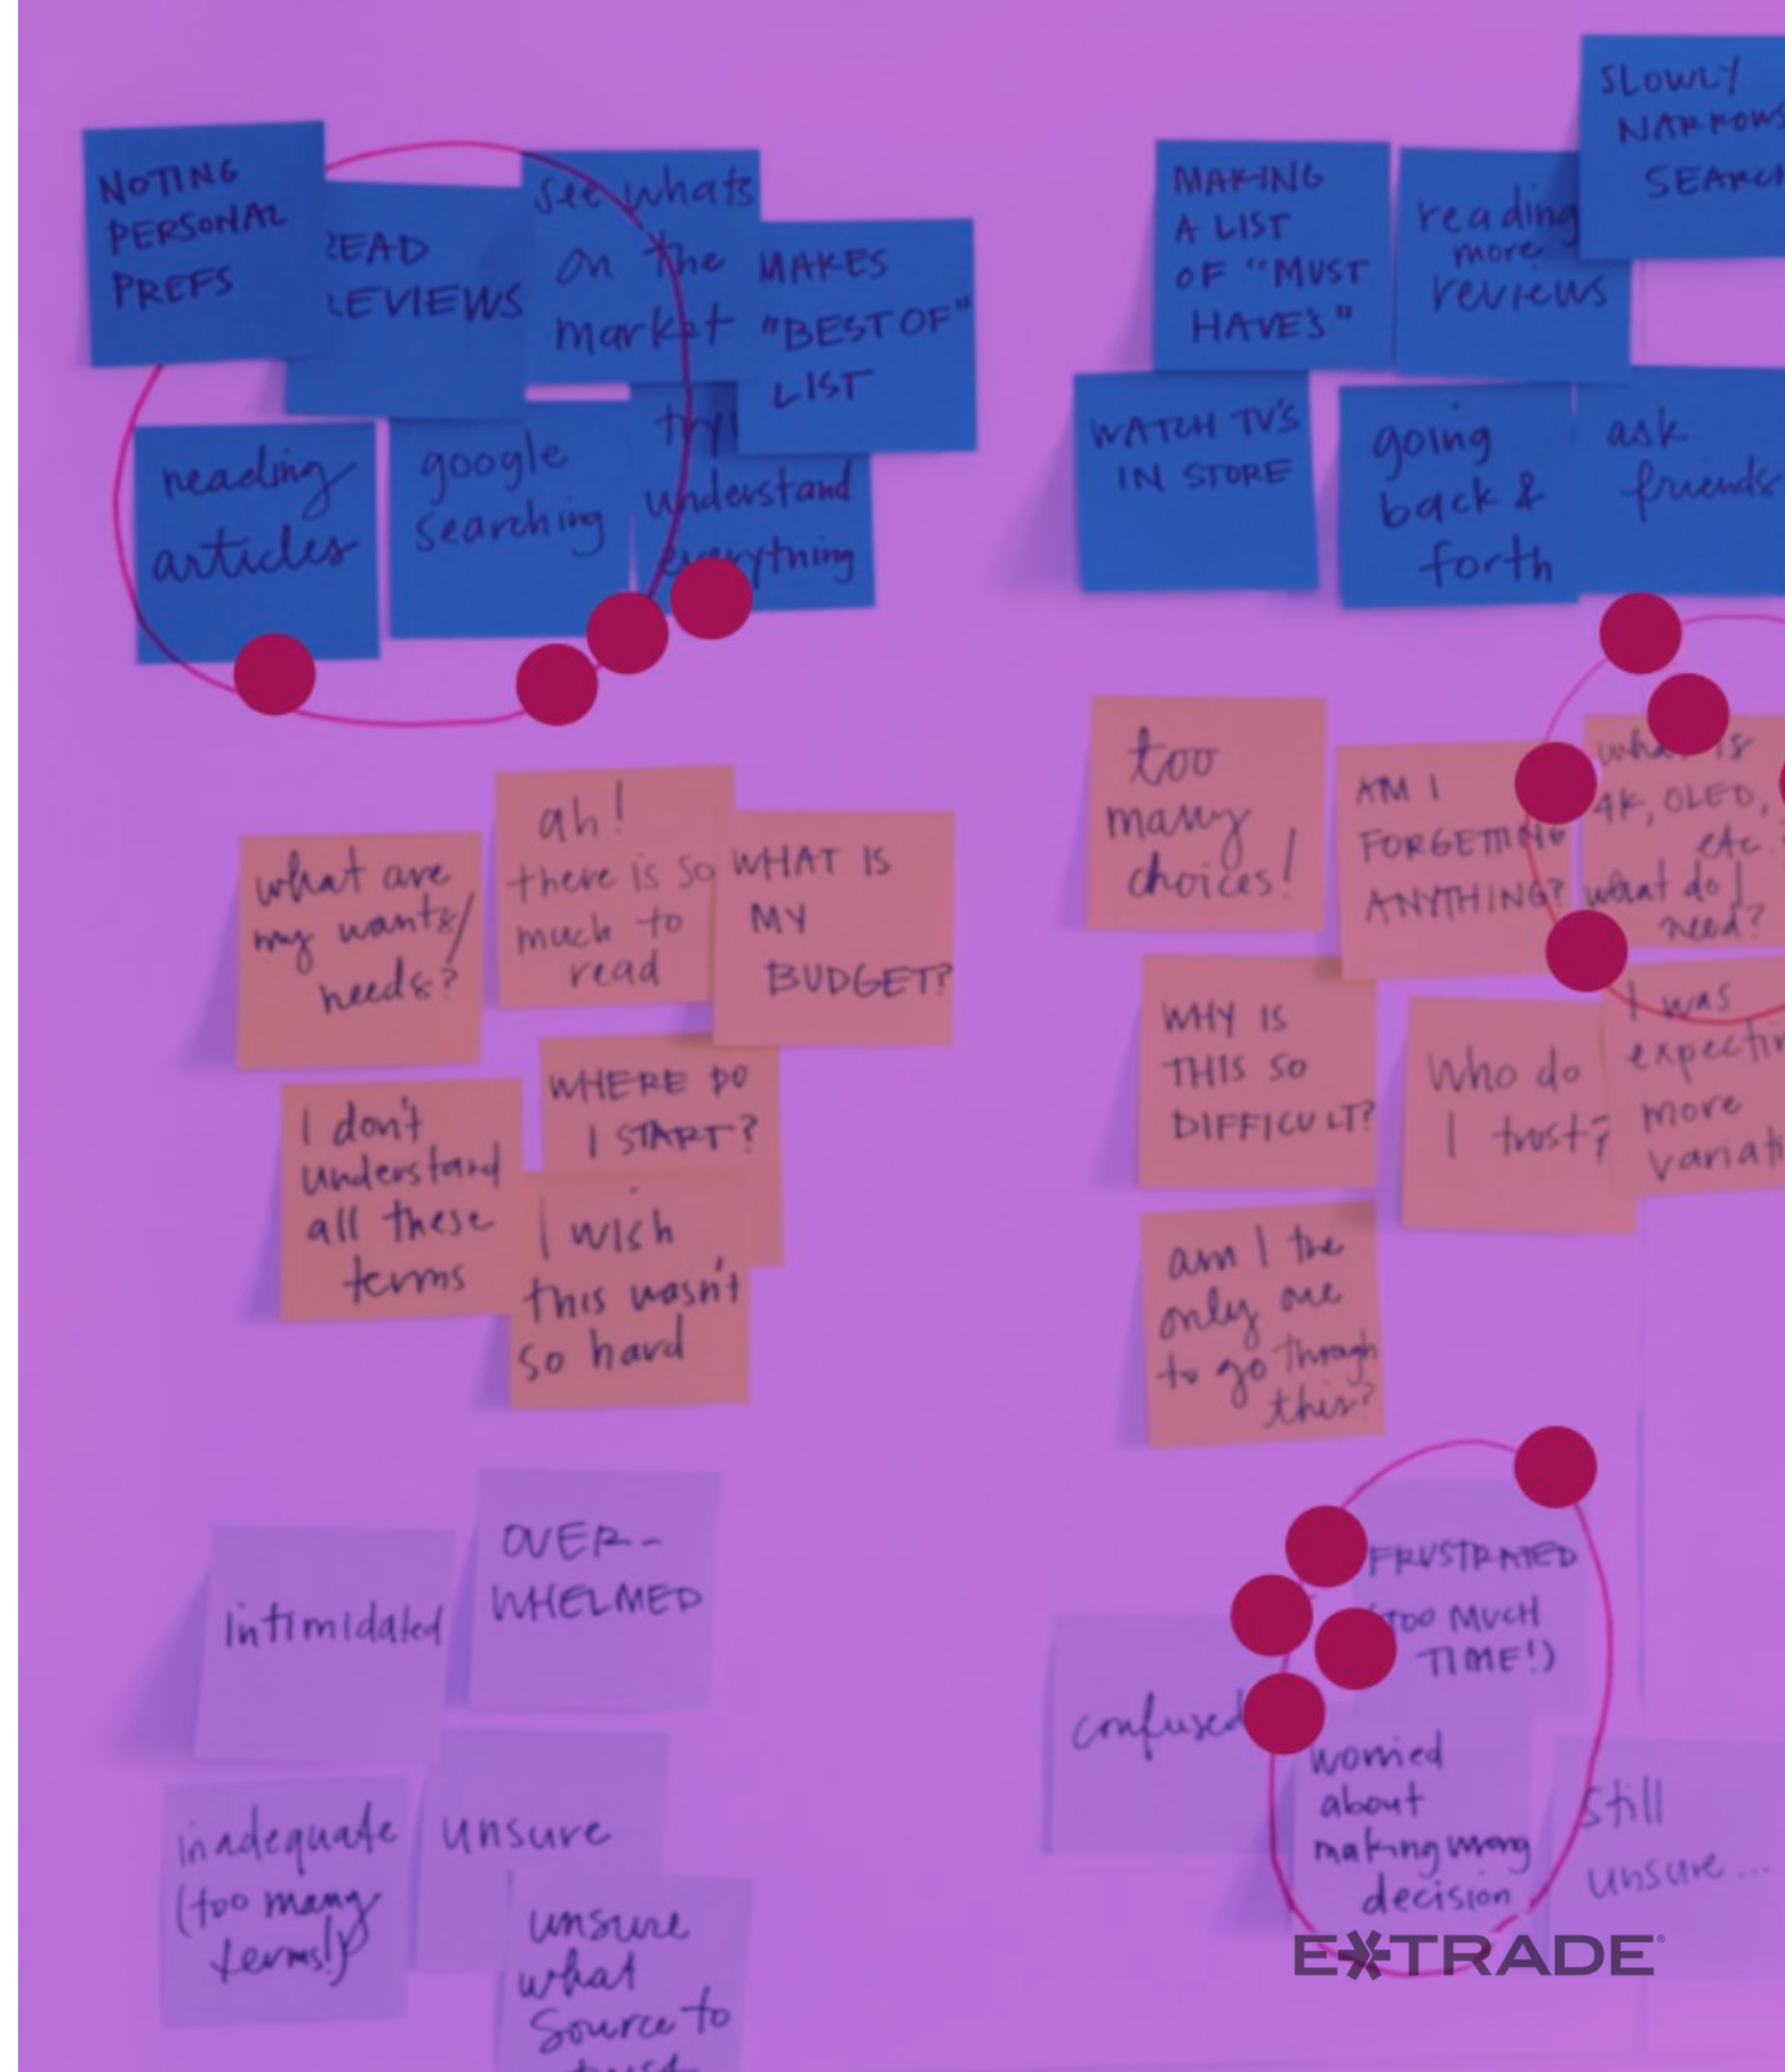 NOTING
PERSONAL
PREFS
READ
REVIEWS
see whats
on the
market
MAKES
"BEST OF"
LIST
reading
articles
google
searching
understand
everything
MAKING
A LIST
OF "MUST
HAVE'S"
reading
more
reviews
SLOWLY
NARROWS
SEARCH
WATCH TV'S
IN STORE
going
back &
forth
ask
friends
what are
my wants/
needs?
ah!
there is so
much to
read
WHAT IS
MY
BUDGET?
I don't
understand
all these
terms
WHERE DO
I START?
I wish
this wasn't
so hard
too
many
choices!
AM I
FORGETTING
ANYTHING?
what is
4K, OLED,
etc.
what do I
need?
WHY IS
THIS SO
DIFFICULT?
Who do
I trust?
I was
more
am I the
only one
to go through
this?
intimidated
OVER-
WHELMED
inadequate
(too many
terms!)
unsure
unsure
what
source to
confused
FRUSTRATED
(TOO MUCH
TIME!)
worried
about
making wrong
decision
still
unsure...
E*TRADE®